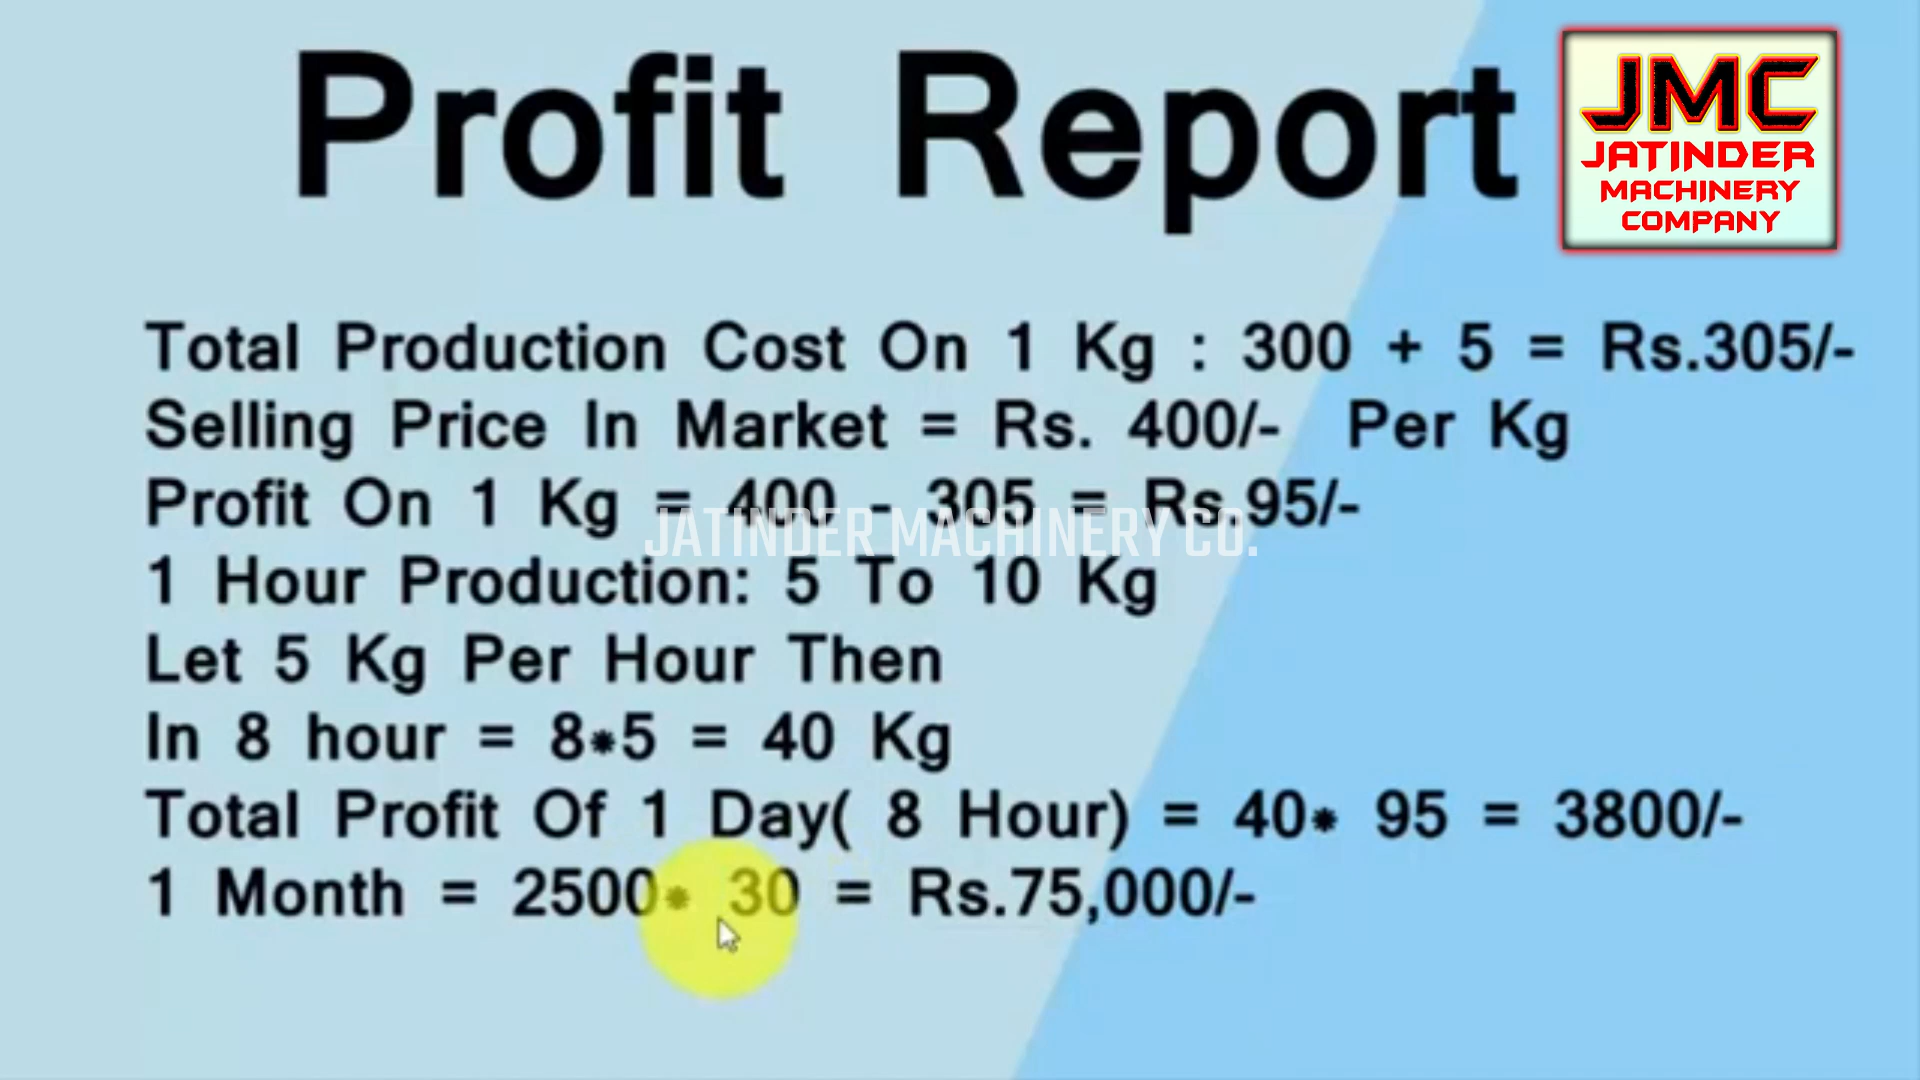 Profit Report
JMC
JATINDER
MACHINERY
COMPANY
Total Production Cost On 1 Kg : 300 + 5 = Rs.305/-
Selling Price In Market = Rs. 400/- Per Kg
Profit On 1 Kg = 400 - 305 = Rs.95/-
JATINDER MACHINERY CO.
1 Hour Production: 5 To 10 Kg
Let 5 Kg Per Hour Then
In 8 hour = 8*5 = 40 Kg
Total Profit Of 1 Day( 8 Hour) = 40* 95 = 3800/-
1 Month = 2500* 30 = Rs.75,000/-